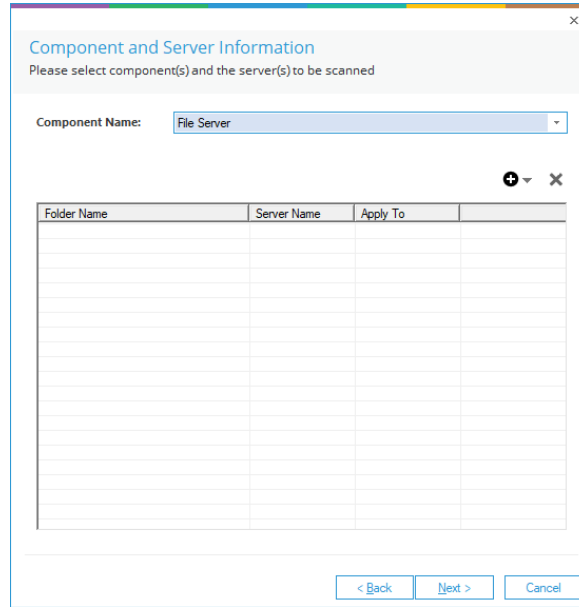 Component and Server Information
Please select component(s) and the server(s) to be scanned
Component Name: File Server
Folder Name Server Name Apply To
< Back Next > Cancel